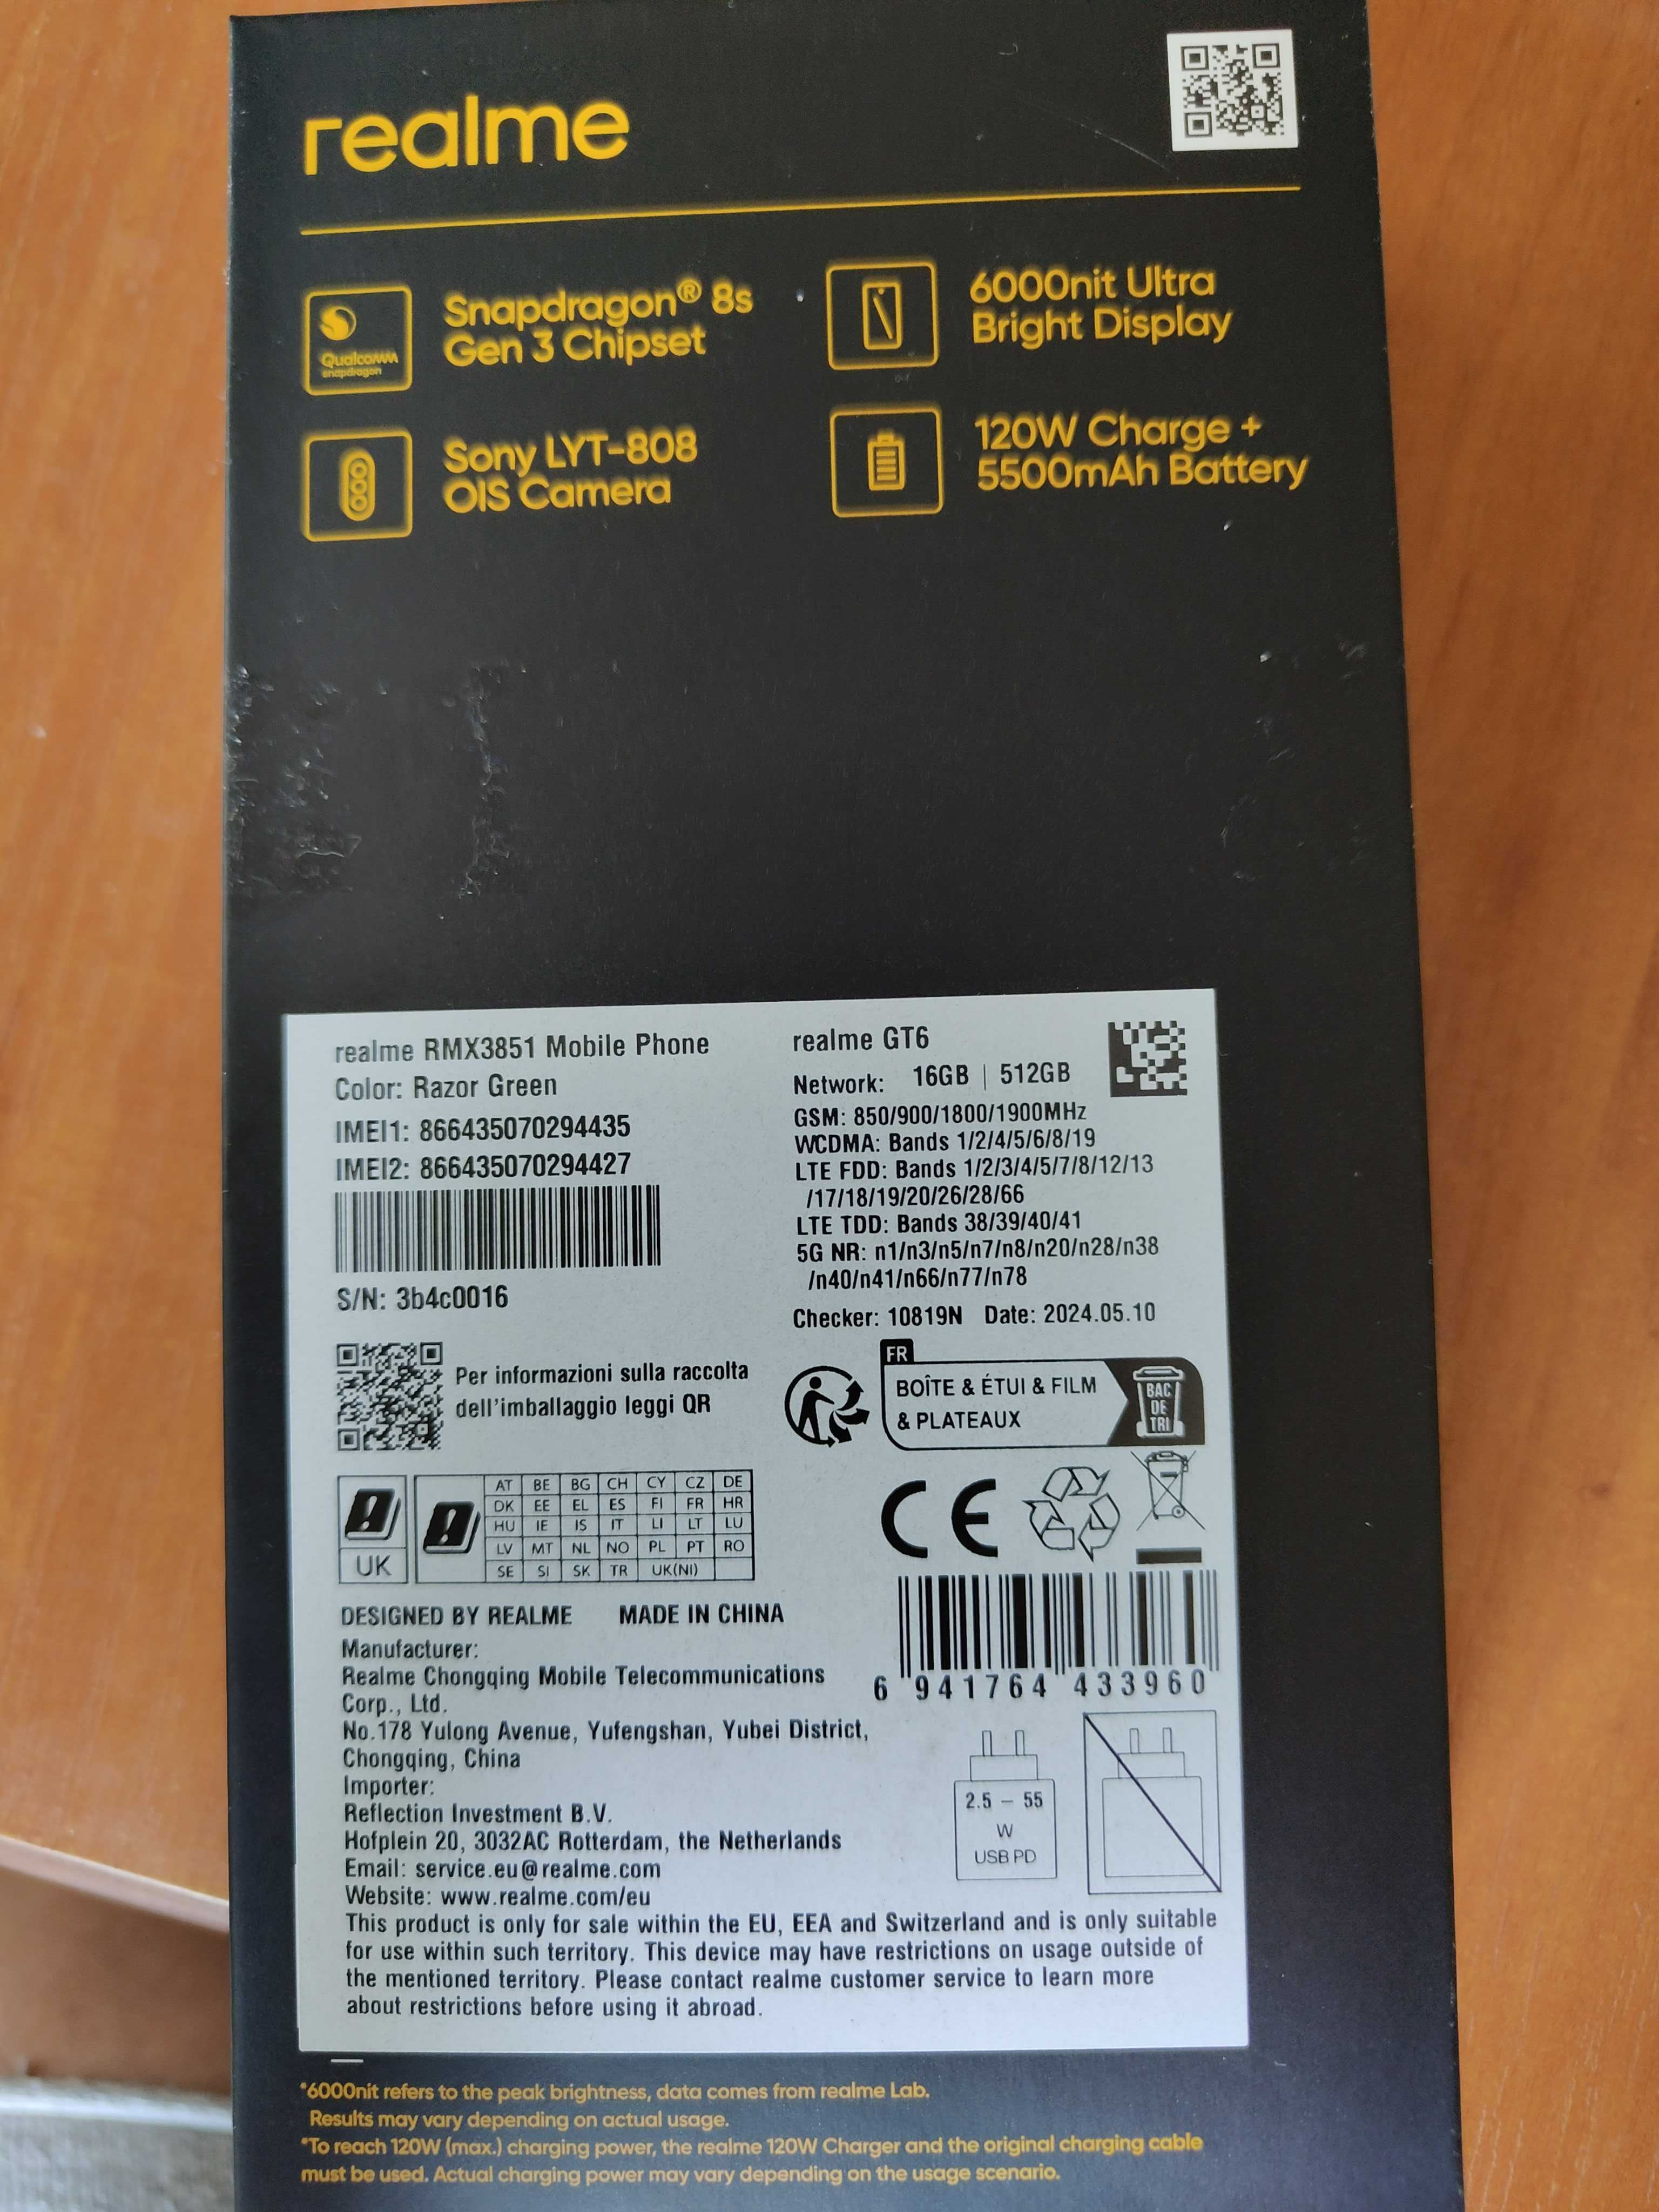 realme
Snapdragon® 8s
Gen 3 Chipset
Qualcomm
snapdragon
6000nit Ultra
Bright Display
Sony LYT-808
OIS Camera
120W Charge +
5500mAh Battery
realme RMX3851 Mobile Phone
Color: Razor Green
IMEI1: 866435070294435
IMEI2: 866435070294427
S/N: 3b4c0016
realme GT6
Network: 16GB | 512GB
GSM: 850/900/1800/1900MHz
WCDMA: Bands 1/2/4/5/6/8/19
LTE FDD: Bands 1/2/3/4/5/7/8/12/13
/17/18/19/20/26/28/66
LTE TDD: Bands 38/39/40/41
5G NR: n1/n3/n5/n7/n8/n20/n28/n38
/n40/n41/n66/n77/n78
Checker: 10819N Date: 2024.05.10
Per informazioni sulla raccolta
dell'imballaggio leggi QR
FR
BOÎTE & ÉTUI & FILM
& PLATEAUX
BAC
DE
TRI
UK
AT BE BG CH CY CZ DE
DK EE EL ES FI FR HR
HU IE IS IT LI LT LU
LV MT NL NO PL PT RO
SE SI SK TR UK(NI)
CE
DESIGNED BY REALME MADE IN CHINA
Manufacturer:
Realme Chongqing Mobile Telecommunications
Corp., Ltd.
No.178 Yulong Avenue, Yufengshan, Yubei District,
Chongqing, China
Importer:
Reflection Investment B.V.
Hofplein 20, 3032AC Rotterdam, the Netherlands
Email: service.eu@realme.com
Website: www.realme.com/eu
6 941764 433960
2.5 – 55
W
USB PD
This product is only for sale within the EU, EEA and Switzerland and is only suitable
for use within such territory. This device may have restrictions on usage outside of
the mentioned territory. Please contact realme customer service to learn more
about restrictions before using it abroad.
*6000nit refers to the peak brightness, data comes from realme Lab.
Results may vary depending on actual usage.
*To reach 120W (max.) charging power, the realme 120W Charger and the original charging cable
must be used. Actual charging power may vary depending on the usage scenario.